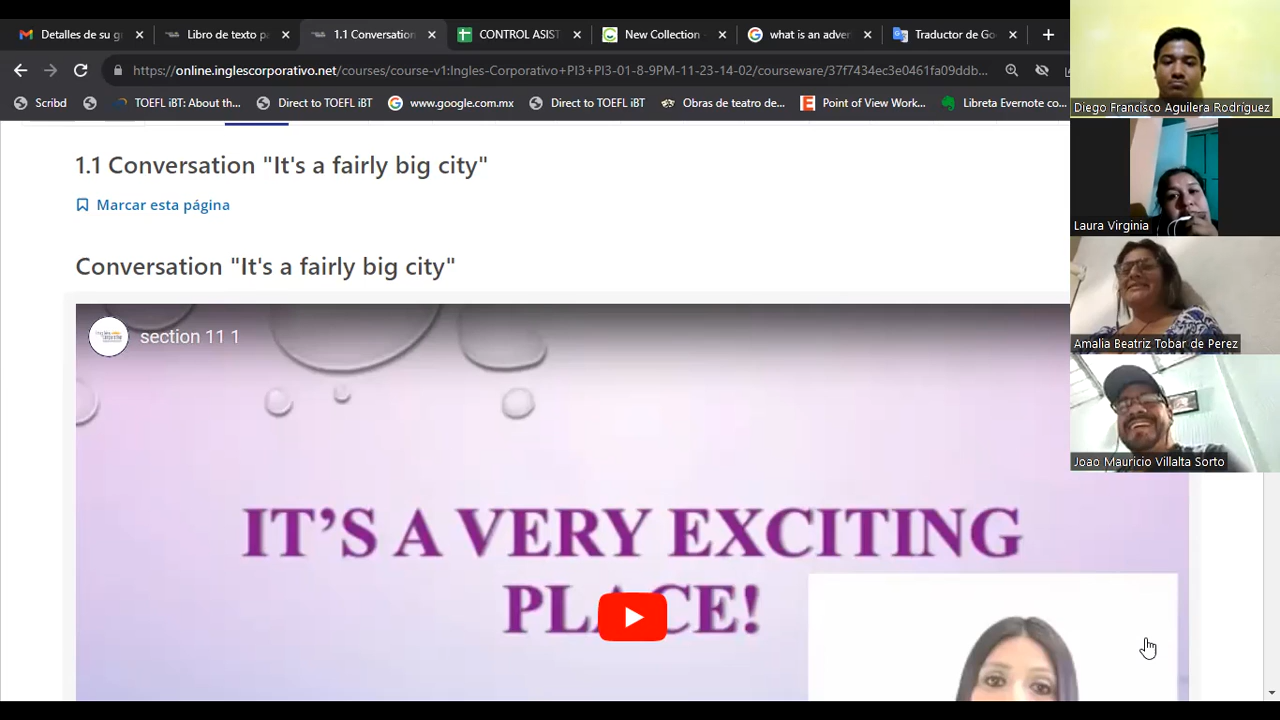 Detalles de su g
Libro de texto pa
1.1 Conversation
CONTROL ASIST
New Collection -
what is an adver
Traductor de Go
https://online.inglescorporativo.net/courses/course-v1:Ingles-Corporativo+PI3+PI3-01-8-9PM-11-23-14-02/courseware/37f7434ec3e0461fa09ddb...
Scribd
TOEFL iBT: About th...
Direct to TOEFL iBT
www.google.com.mx
Direct to TOEFL iBT
Obras de teatro de...
Point of View Work...
Libreta Evernote co...
1.1 Conversation "It's a fairly big city"
Marcar esta página
Conversation "It's a fairly big city"
section 11 1
IT'S A VERY EXCITING
PLACE!
Diego Francisco Aguilera Rodríguez
Laura Virginia
Amalia Beatriz Tobar de Perez
Joao Mauricio Villalta Sorto